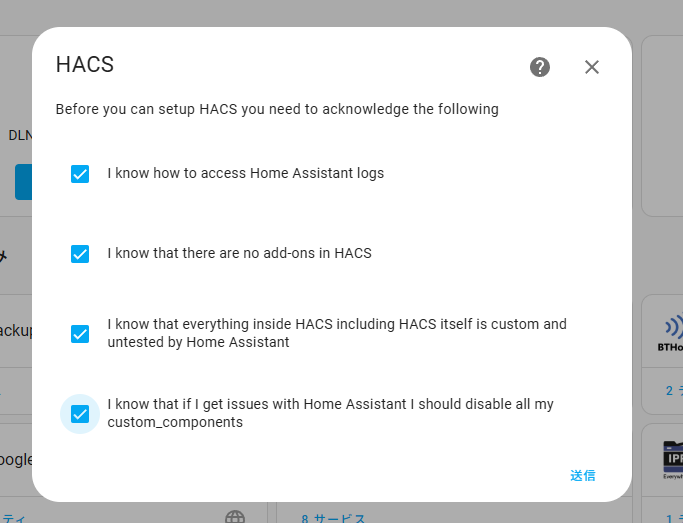 HACS
Before you can setup HACS you need to acknowledge the following
DLN
I know how to access Home Assistant logs
I know that there are no add-ons in HACS
み
I know that everything inside HACS including HACS itself is custom and
untested by Home Assistant
ackup
BTHo
2 デ
I know that if I get issues with Home Assistant I should disable all my
custom_components
oogle
IPP
Everywh
送信
ティ
8 サービス
1 デ